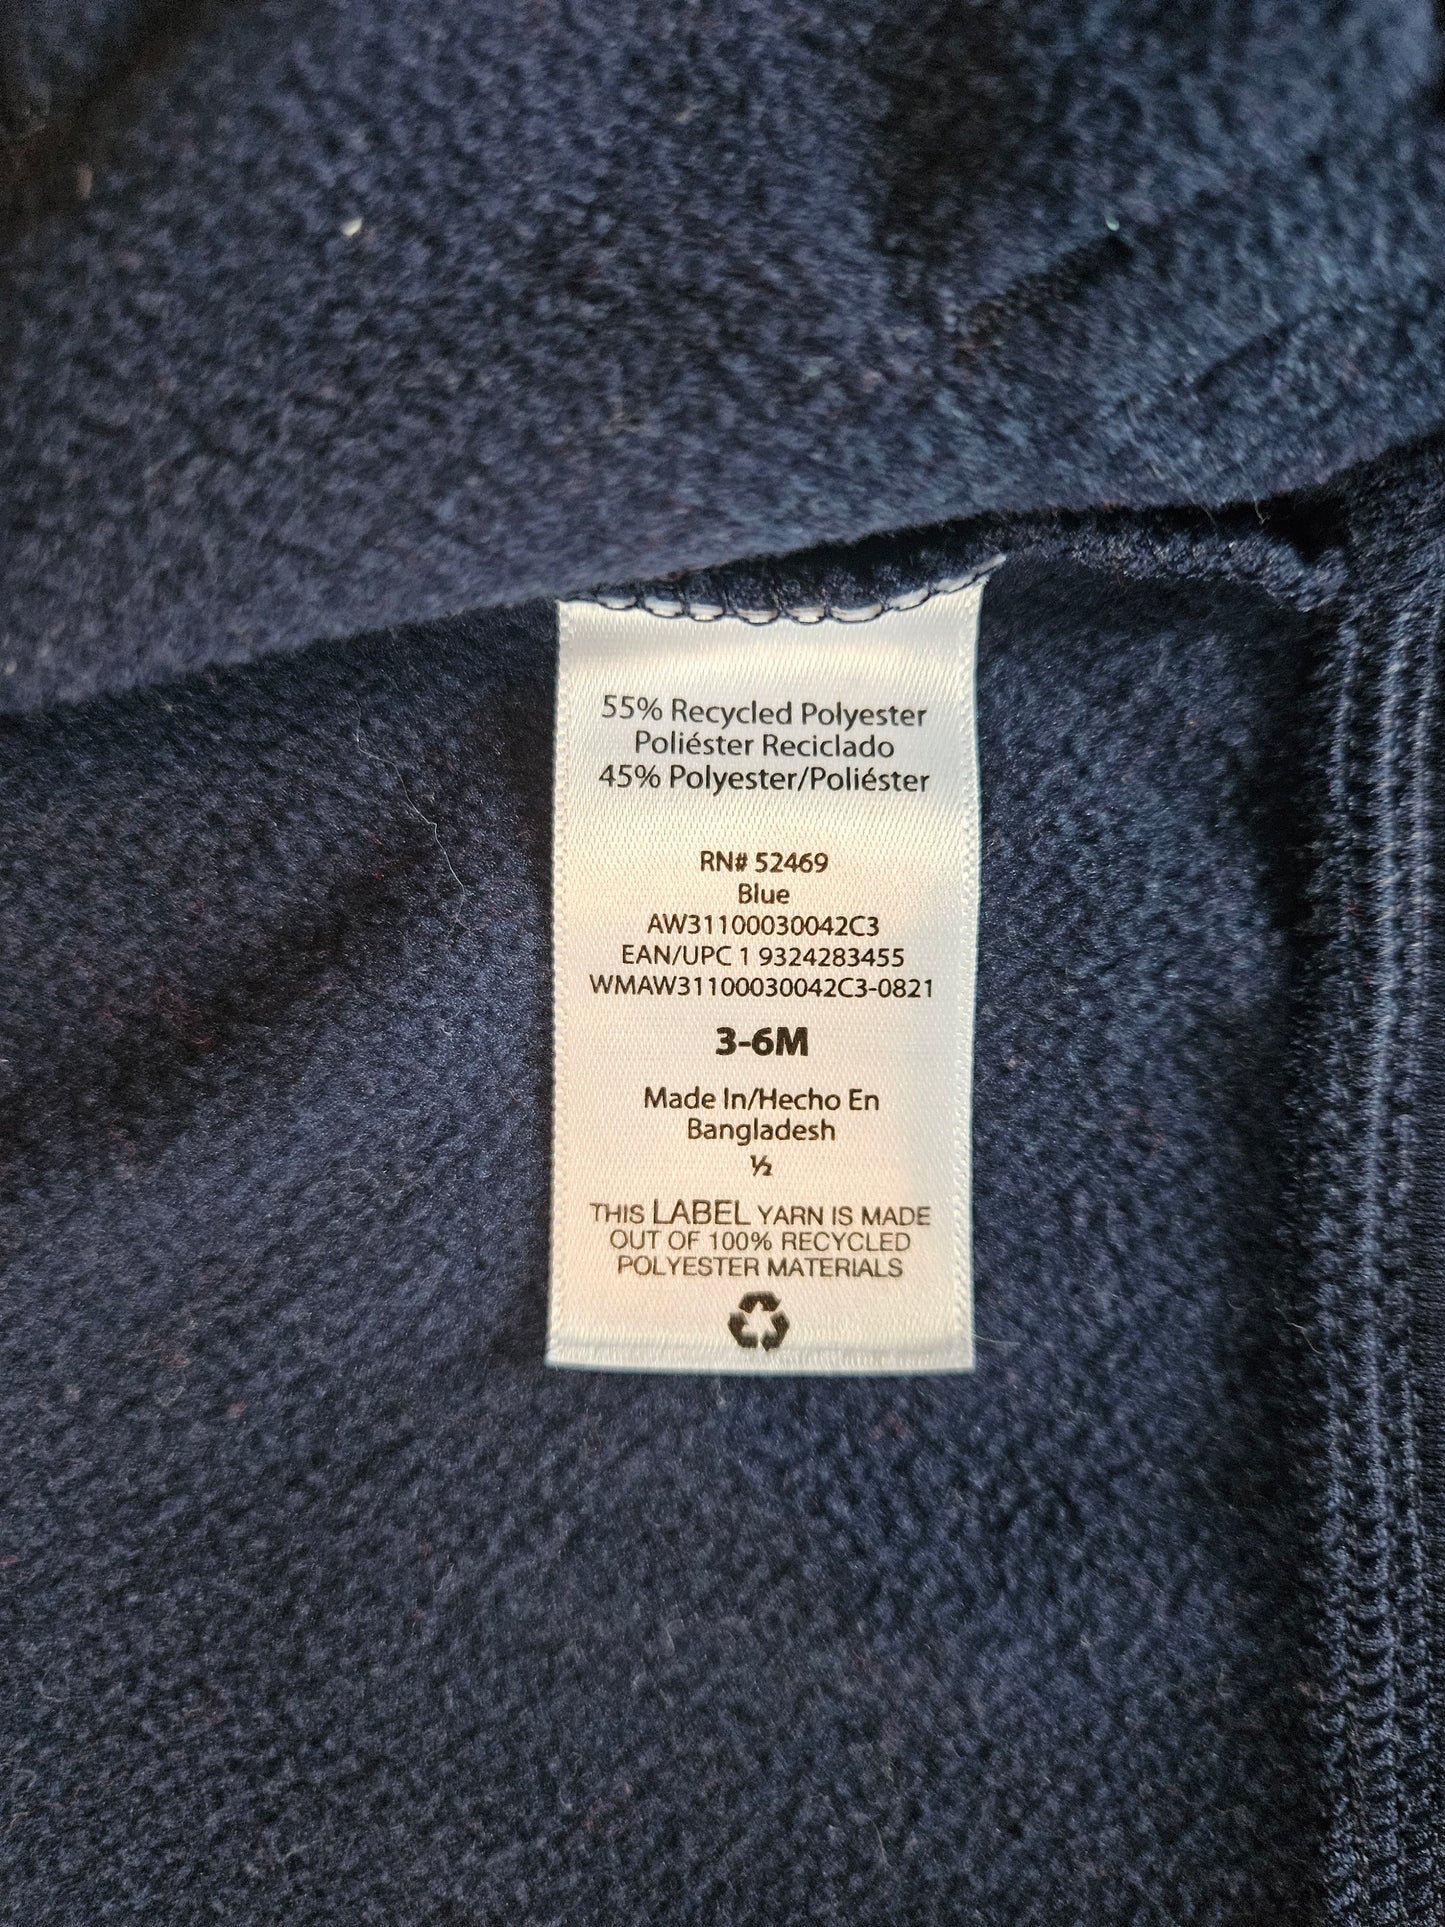 55% Recycled Polyester
Poliéster Reciclado
45% Polyester/Poliéster
RN# 52469
Blue
AW31100030042C3
EAN/UPC 1 9324283455
WMAW31100030042C3-0821
3-6M
Made In/Hecho En
Bangladesh
½
THIS LABEL YARN IS MADE
OUT OF 100% RECYCLED
POLYESTER MATERIALS